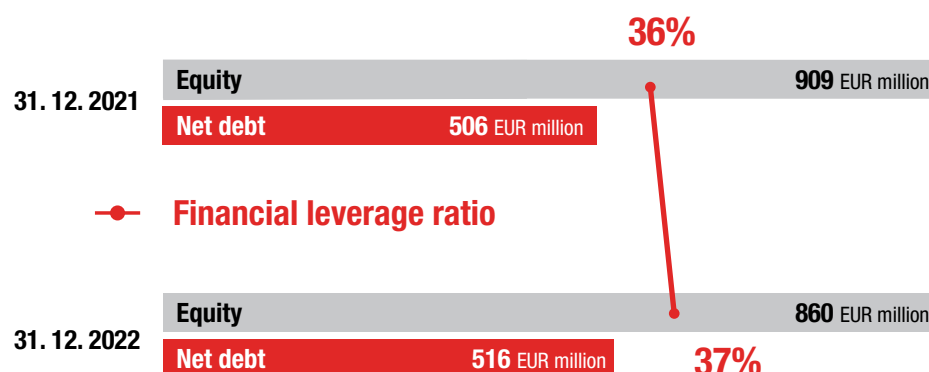 36%
31. 12. 2021
Equity 909 EUR million
Net debt 506 EUR million
Financial leverage ratio
31. 12. 2022
Equity 860 EUR million
Net debt 516 EUR million
37%